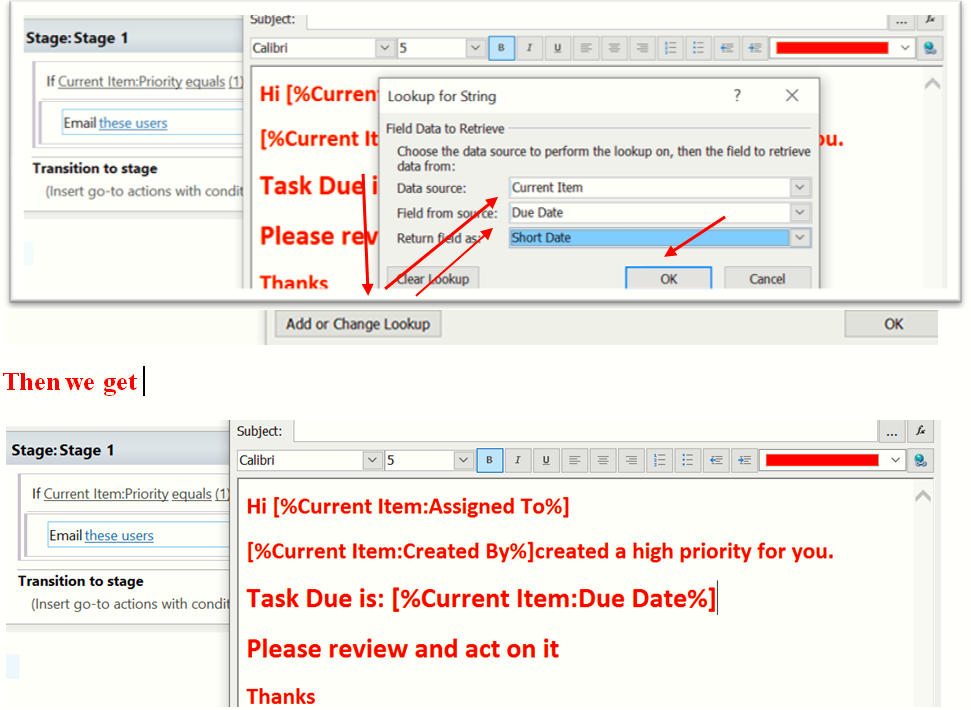 Subject:
...
fx
Stage: Stage 1
Calibri
5
B I U
If Current Item:Priority equals (1)
Hi [%Curren
Lookup for String
?
Email these users
[%Current It
ou.
Field Data to Retrieve
Choose the data source to perform the lookup on, then the field to retrieve
data from:
Transition to stage
(Insert go-to actions with condit
Task Due i
Data source:
Current Item
Field from source:
Due Date
Please rev
Return field as:
Short Date
Thanks
Clear Lookup
OK
Cancel
Add or Change Lookup
OK
Then we get
Subject:
...
fx
Stage: Stage 1
Calibri
5
B I U
If Current Item:Priority equals (1)
Hi [%Current Item:Assigned To%]
Email these users
[%Current Item:Created By%]created a high priority for you.
Transition to stage
(Insert go-to actions with condit
Task Due is: [%Current Item:Due Date%]
Please review and act on it
Thanks